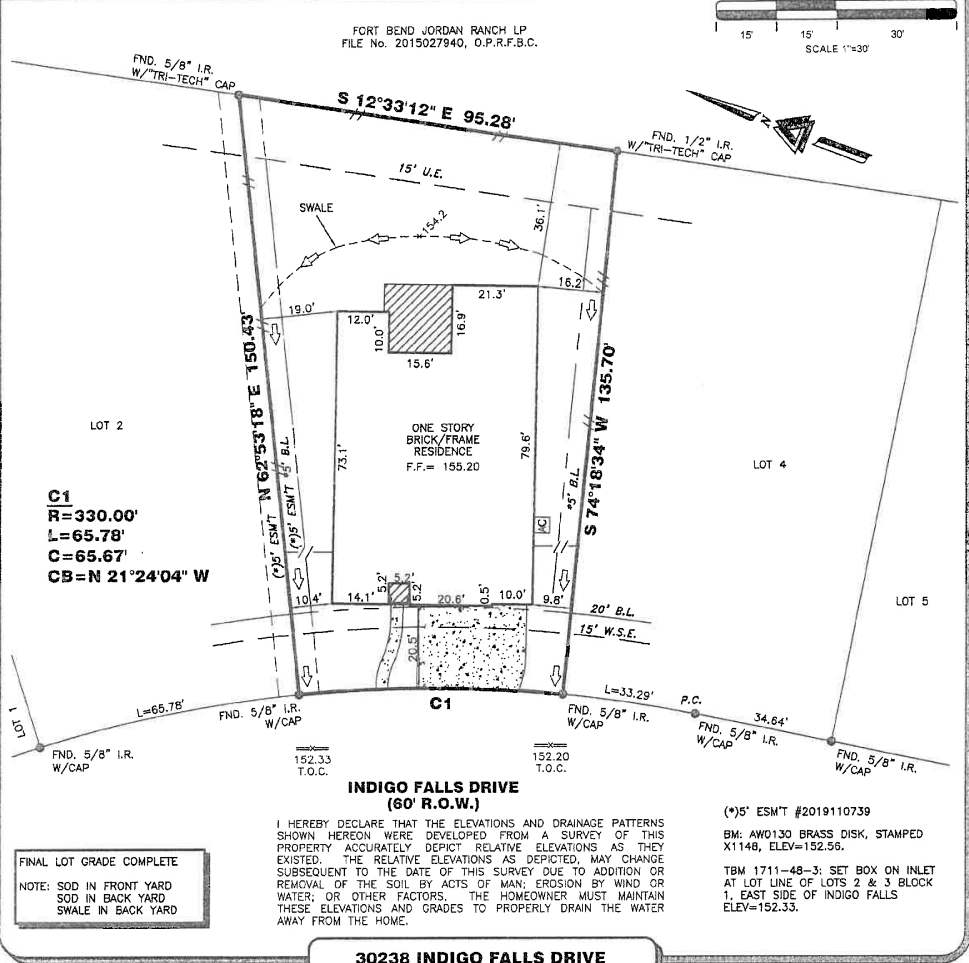 FORT BEND JORDAN RANCH LP
FILE No. 2015027940, O.P.R.F.B.C.
15' 15' 30'
SCALE 1"=30'
FND. 5/8" I.R.
W/"TRI-TECH" CAP
S 12°33'12" E 95.28'
FND. 1/2" I.R.
W/"TRI-TECH" CAP
N
15' U.E.
SWALE
154.2
36.1'
16.2'
21.3'
19.0'
12.0'
10.0'
16.9'
15.6'
N 62°53'18" E 150.43'
S 74°18'34" W 135.70'
LOT 2
ONE STORY
BRICK/FRAME
RESIDENCE
F.F.= 155.20
73.1'
79.6'
LOT 4
C1
R=330.00'
L=65.78'
C=65.67'
CB=N 21°24'04" W
(*)5' ESM'T
(*)5' ESM'T
*5' B.L.
*5' B.L.
AC
LOT 5
10.4'
14.1'
5.2'
5.2'
5.2'
20.6'
0.5'
10.0'
9.8'
20' B.L.
15' W.S.E.
20.5'
LOT 1
L=65.78'
FND. 5/8" I.R.
W/CAP
C1
FND. 5/8" I.R.
W/CAP
L=33.29'
P.C.
FND. 5/8" I.R.
W/CAP
34.64'
FND. 5/8" I.R.
W/CAP
FND. 5/8" I.R.
W/CAP
152.33
T.O.C.
152.20
T.O.C.
INDIGO FALLS DRIVE
(60' R.O.W.)
I HEREBY DECLARE THAT THE ELEVATIONS AND DRAINAGE PATTERNS
SHOWN HEREON WERE DEVELOPED FROM A SURVEY OF THIS
PROPERTY ACCURATELY DEPICT RELATIVE ELEVATIONS AS THEY
EXISTED. THE RELATIVE ELEVATIONS AS DEPICTED, MAY CHANGE
SUBSEQUENT TO THE DATE OF THIS SURVEY DUE TO ADDITION OR
REMOVAL OF THE SOIL BY ACTS OF MAN; EROSION BY WIND OR
WATER; OR OTHER FACTORS. THE HOMEOWNER MUST MAINTAIN
THESE ELEVATIONS AND GRADES TO PROPERLY DRAIN THE WATER
AWAY FROM THE HOME.
(*)5' ESM'T #2019110739
BM: AW0130 BRASS DISK, STAMPED
X1148, ELEV=152.56.
TBM 1711-48-3: SET BOX ON INLET
AT LOT LINE OF LOTS 2 & 3 BLOCK
1, EAST SIDE OF INDIGO FALLS
ELEV=152.33.
FINAL LOT GRADE COMPLETE
NOTE: SOD IN FRONT YARD
SOD IN BACK YARD
SWALE IN BACK YARD
30238 INDIGO FALLS DRIVE